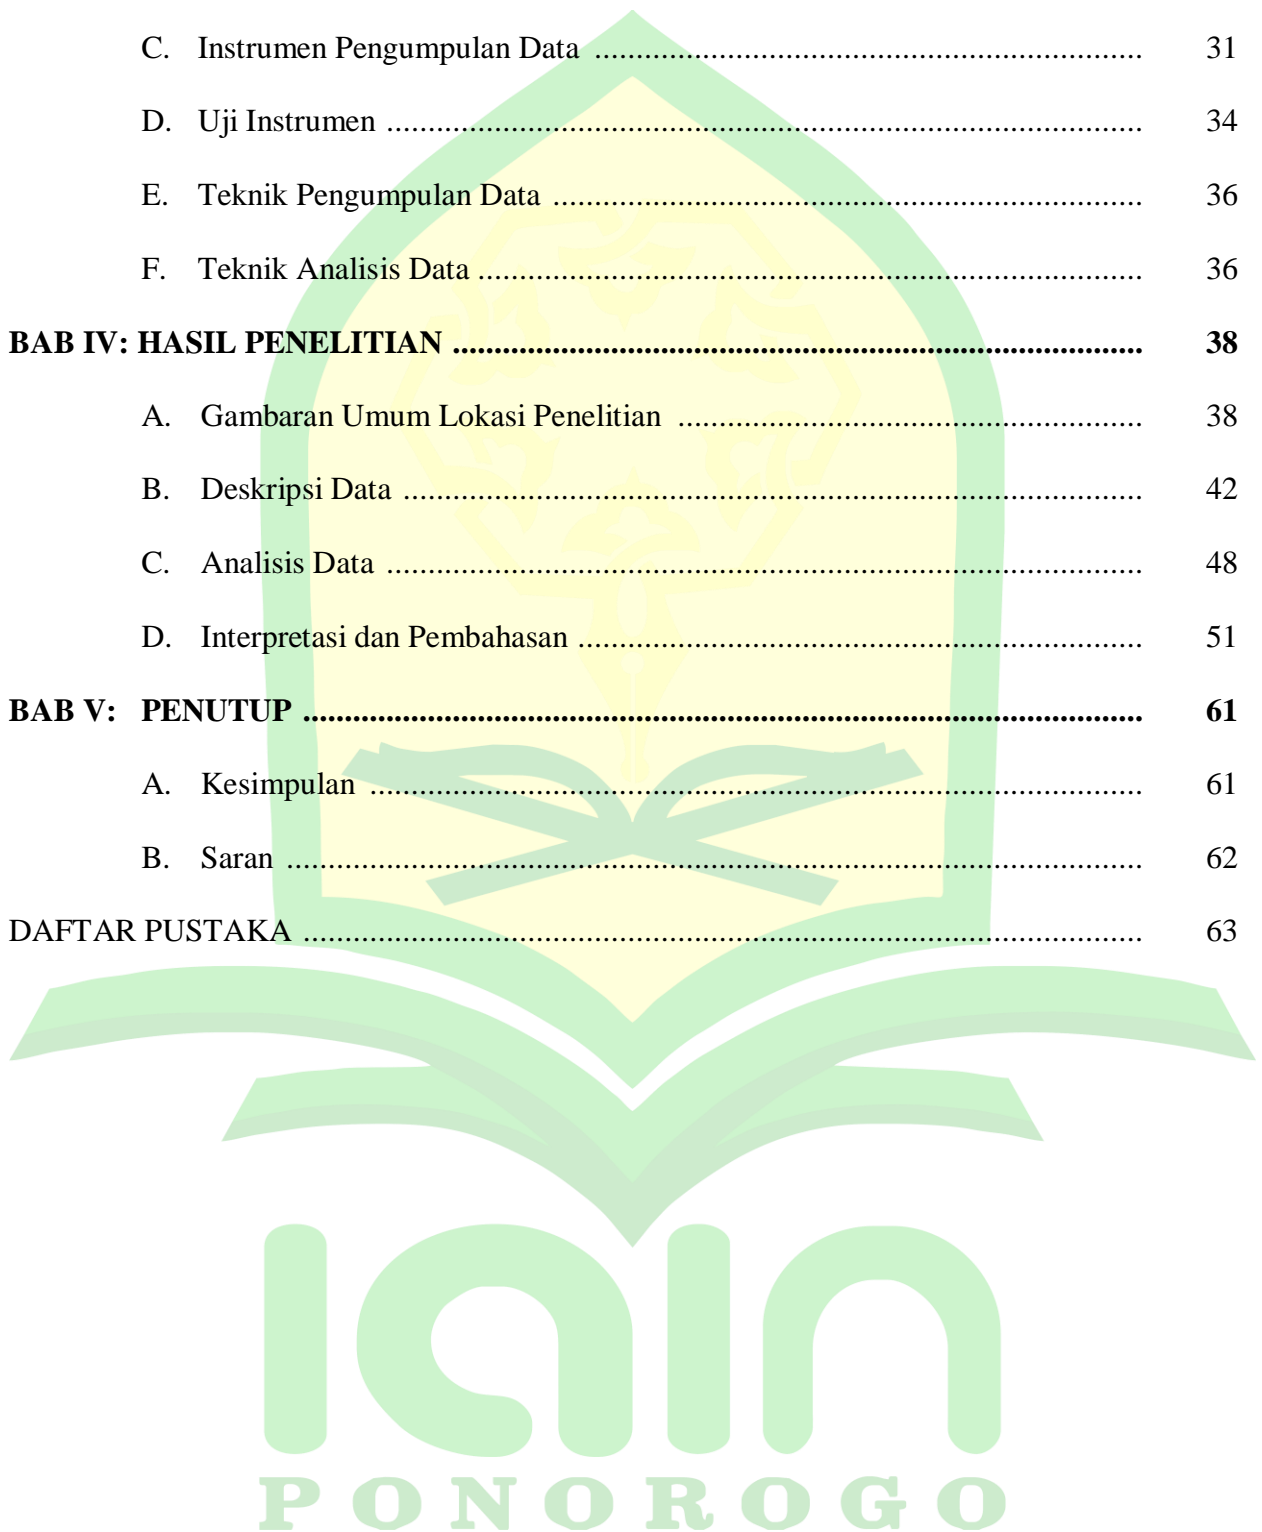 C. Instrumen Pengumpulan Data ................................................................... 31
D. Uji Instrumen ............................................................................................ 34
E. Teknik Pengumpulan Data ........................................................................ 36
F. Teknik Analisis Data ................................................................................. 36
BAB IV: HASIL PENELITIAN .................................................................................... 38
A. Gambaran Umum Lokasi Penelitian ......................................................... 38
B. Deskripsi Data .......................................................................................... 42
C. Analisis Data ............................................................................................ 48
D. Interpretasi dan Pembahasan ..................................................................... 51
BAB V: PENUTUP ...................................................................................................... 61
A. Kesimpulan .............................................................................................. 61
B. Saran ........................................................................................................ 62
DAFTAR PUSTAKA ...................................................................................................... 63
iain
PONOROGO